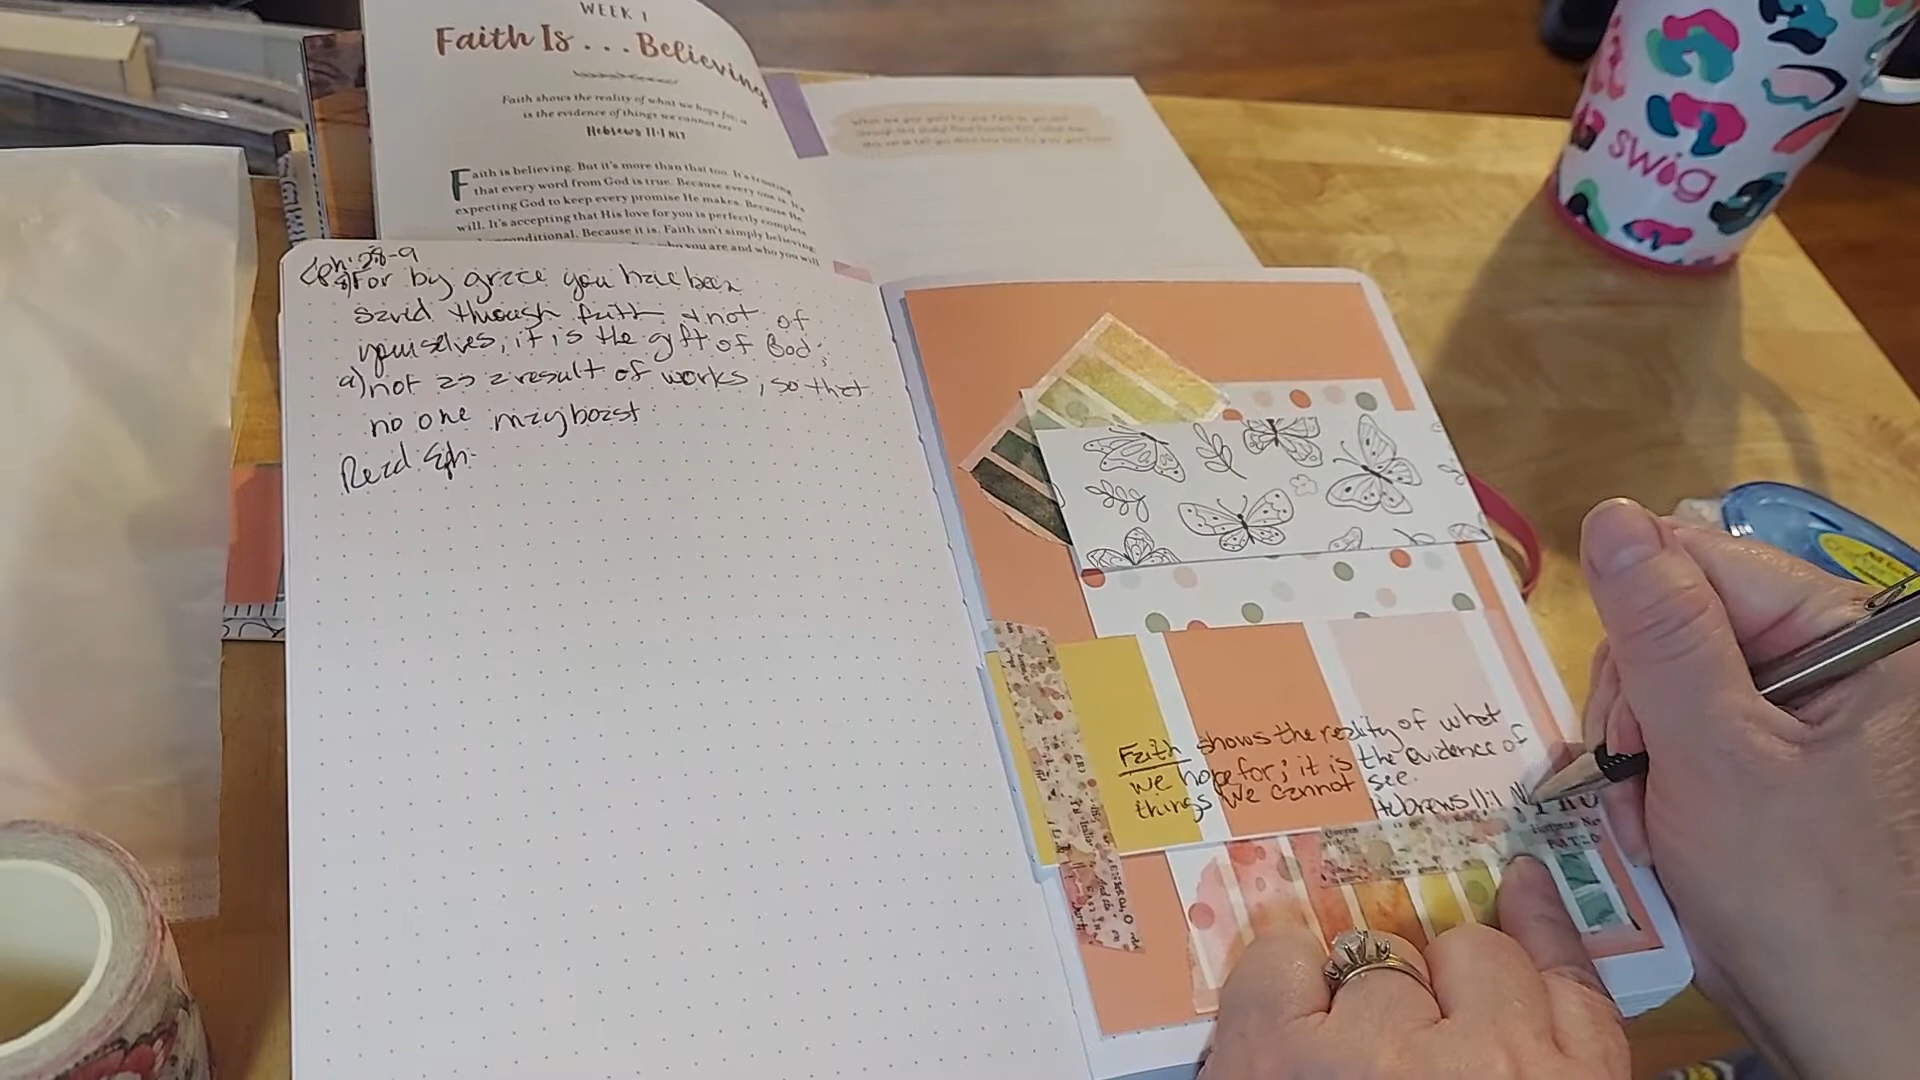 WEEK 1
Faith Is . . . Believing
Faith shows the reality of what we hope for; it
is the evidence of things we cannot see
Hebrews 11:1 NLT
Faith is believing. But it's more than that too. It's trusting
that every word from God is true. Because every one is. It's
expecting God to keep every promise He makes. Because He
will. It's accepting that His love for you is perfectly complete
unconditional. Because it is. Faith isn't simply believing
who you are and who you will
Eph: 2:8-9
8) For by grace you have been
saved through faith & not of
yourselves, it is the gift of God;
9) not as a result of works, so that
no one may boast
Read Eph.
Faith shows the reality of what
we hope for; it is the evidence of
things we cannot see.
Hebrews 11:1 N
swig